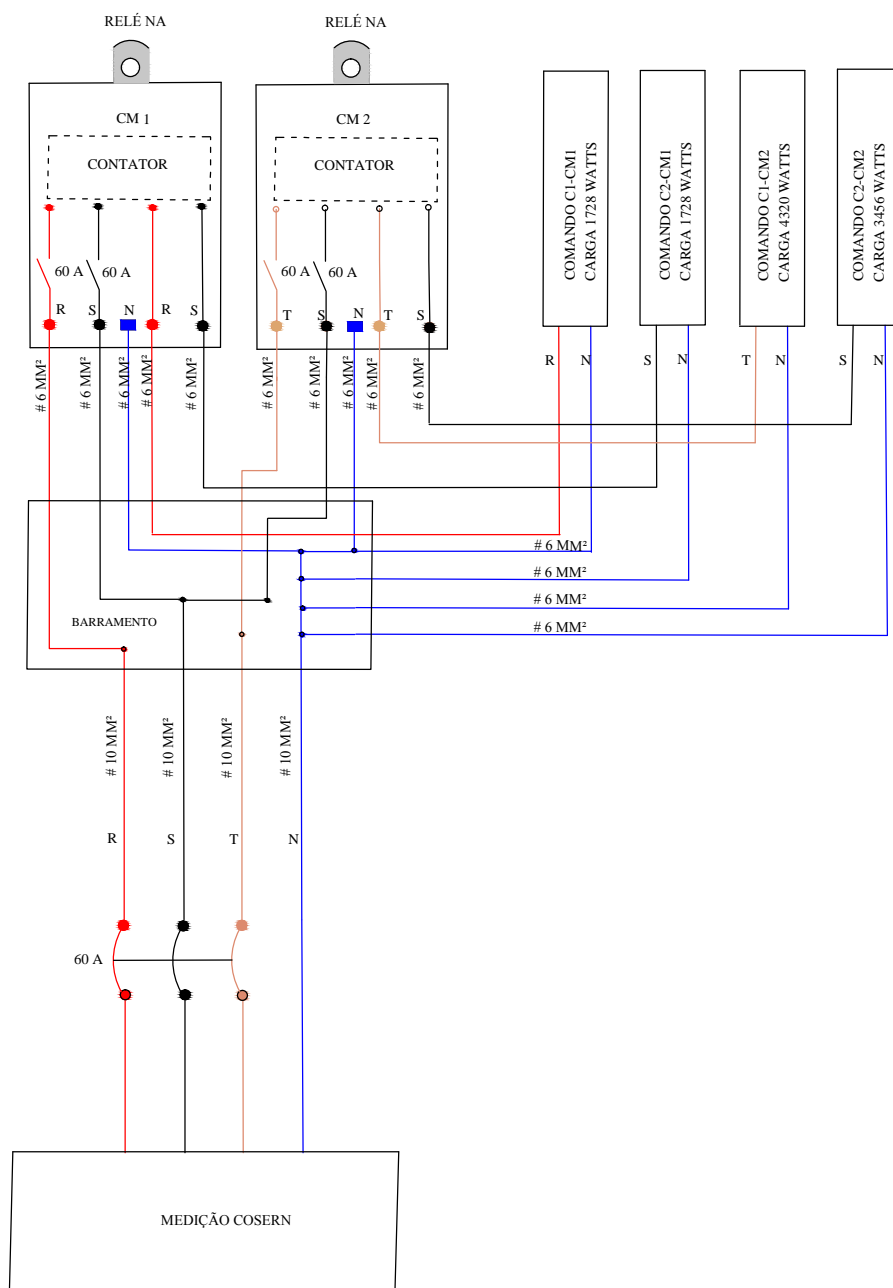 RELÉ NA
RELÉ NA
CM 1
CM 2
CONTATOR
CONTATOR
60 A
60 A
60 A
60 A
R
S
N
R
S
T
S
N
T
S
# 6 MM²
# 6 MM²
# 6 MM²
# 6 MM²
# 6 MM²
# 6 MM²
# 6 MM²
# 6 MM²
# 6 MM²
COMANDO C1-CM1
CARGA 1728 WATTS
COMANDO C2-CM1
CARGA 1728 WATTS
COMANDO C1-CM2
CARGA 4320 WATTS
COMANDO C2-CM2
CARGA 3456 WATTS
R
N
S
N
T
N
S
N
# 6 MM²
# 6 MM²
# 6 MM²
# 6 MM²
BARRAMENTO
# 10 MM²
# 10 MM²
# 10 MM²
# 10 MM²
R
S
T
N
60 A
MEDIÇÃO COSERN